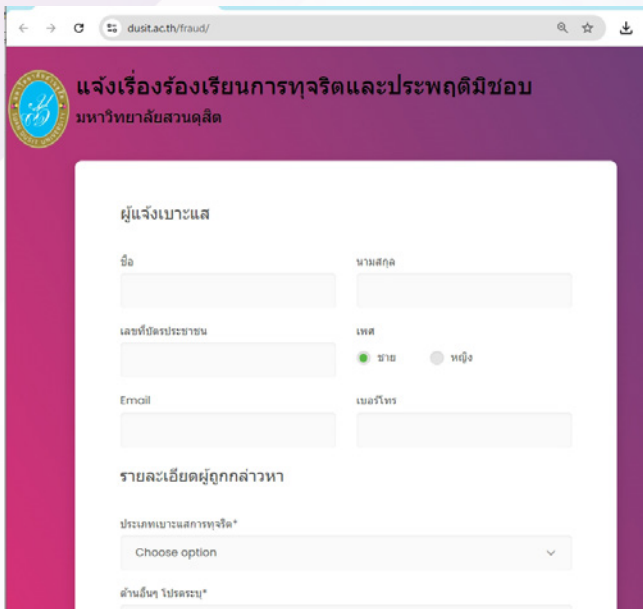 dusit.ac.th/fraud/
แจ้งเรื่องร้องเรียนการทุจริตและประพฤติมิชอบ
มหาวิทยาลัยสวนดุสิต
ผู้แจ้งเบาะแส
ชื่อ นามสกุล
เลขที่บัตรประชาชน เพศ
ชาย หญิง
Email เบอร์โทร
รายละเอียดผู้ถูกกล่าวหา
ประเภทเบาะแสการทุจริต*
Choose option
ด้านอื่นๆ โปรดระบุ*